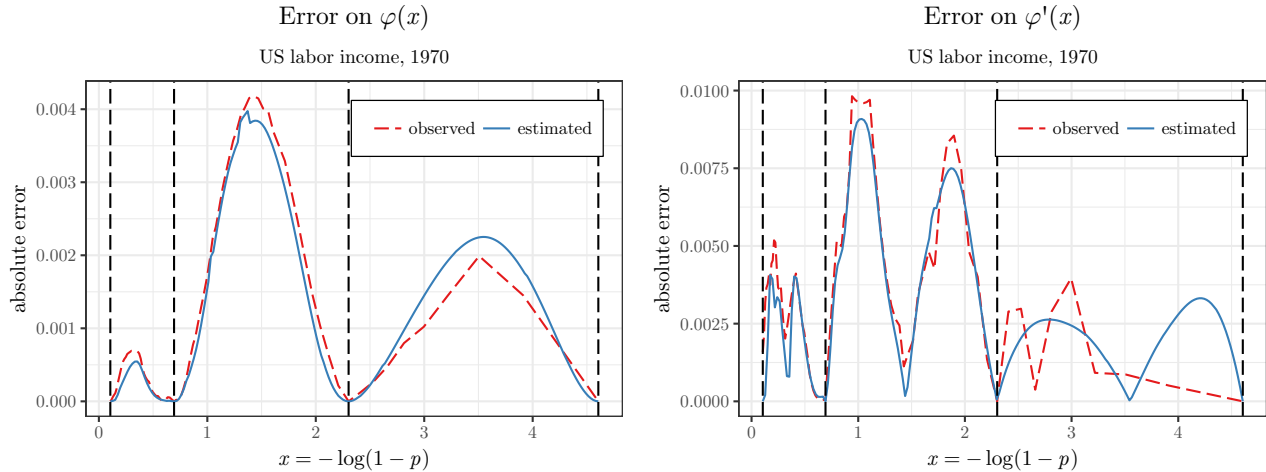 Error on φ(x)
US labor income, 1970
absolute error
0.004
0.003
0.002
0.001
0.000
observed
estimated
0 1 2 3 4
x = − log(1 − p)
Error on φ'(x)
US labor income, 1970
absolute error
0.0100
0.0075
0.0050
0.0025
0.0000
observed
estimated
0 1 2 3 4
x = − log(1 − p)